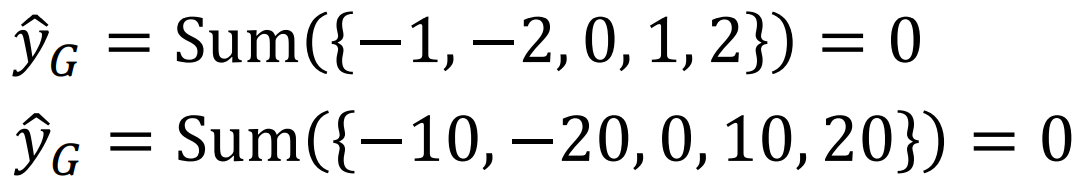 ŷ_G = Sum({−1, −2, 0, 1, 2}) = 0
ŷ_G = Sum({−10, −20, 0, 10, 20}) = 0